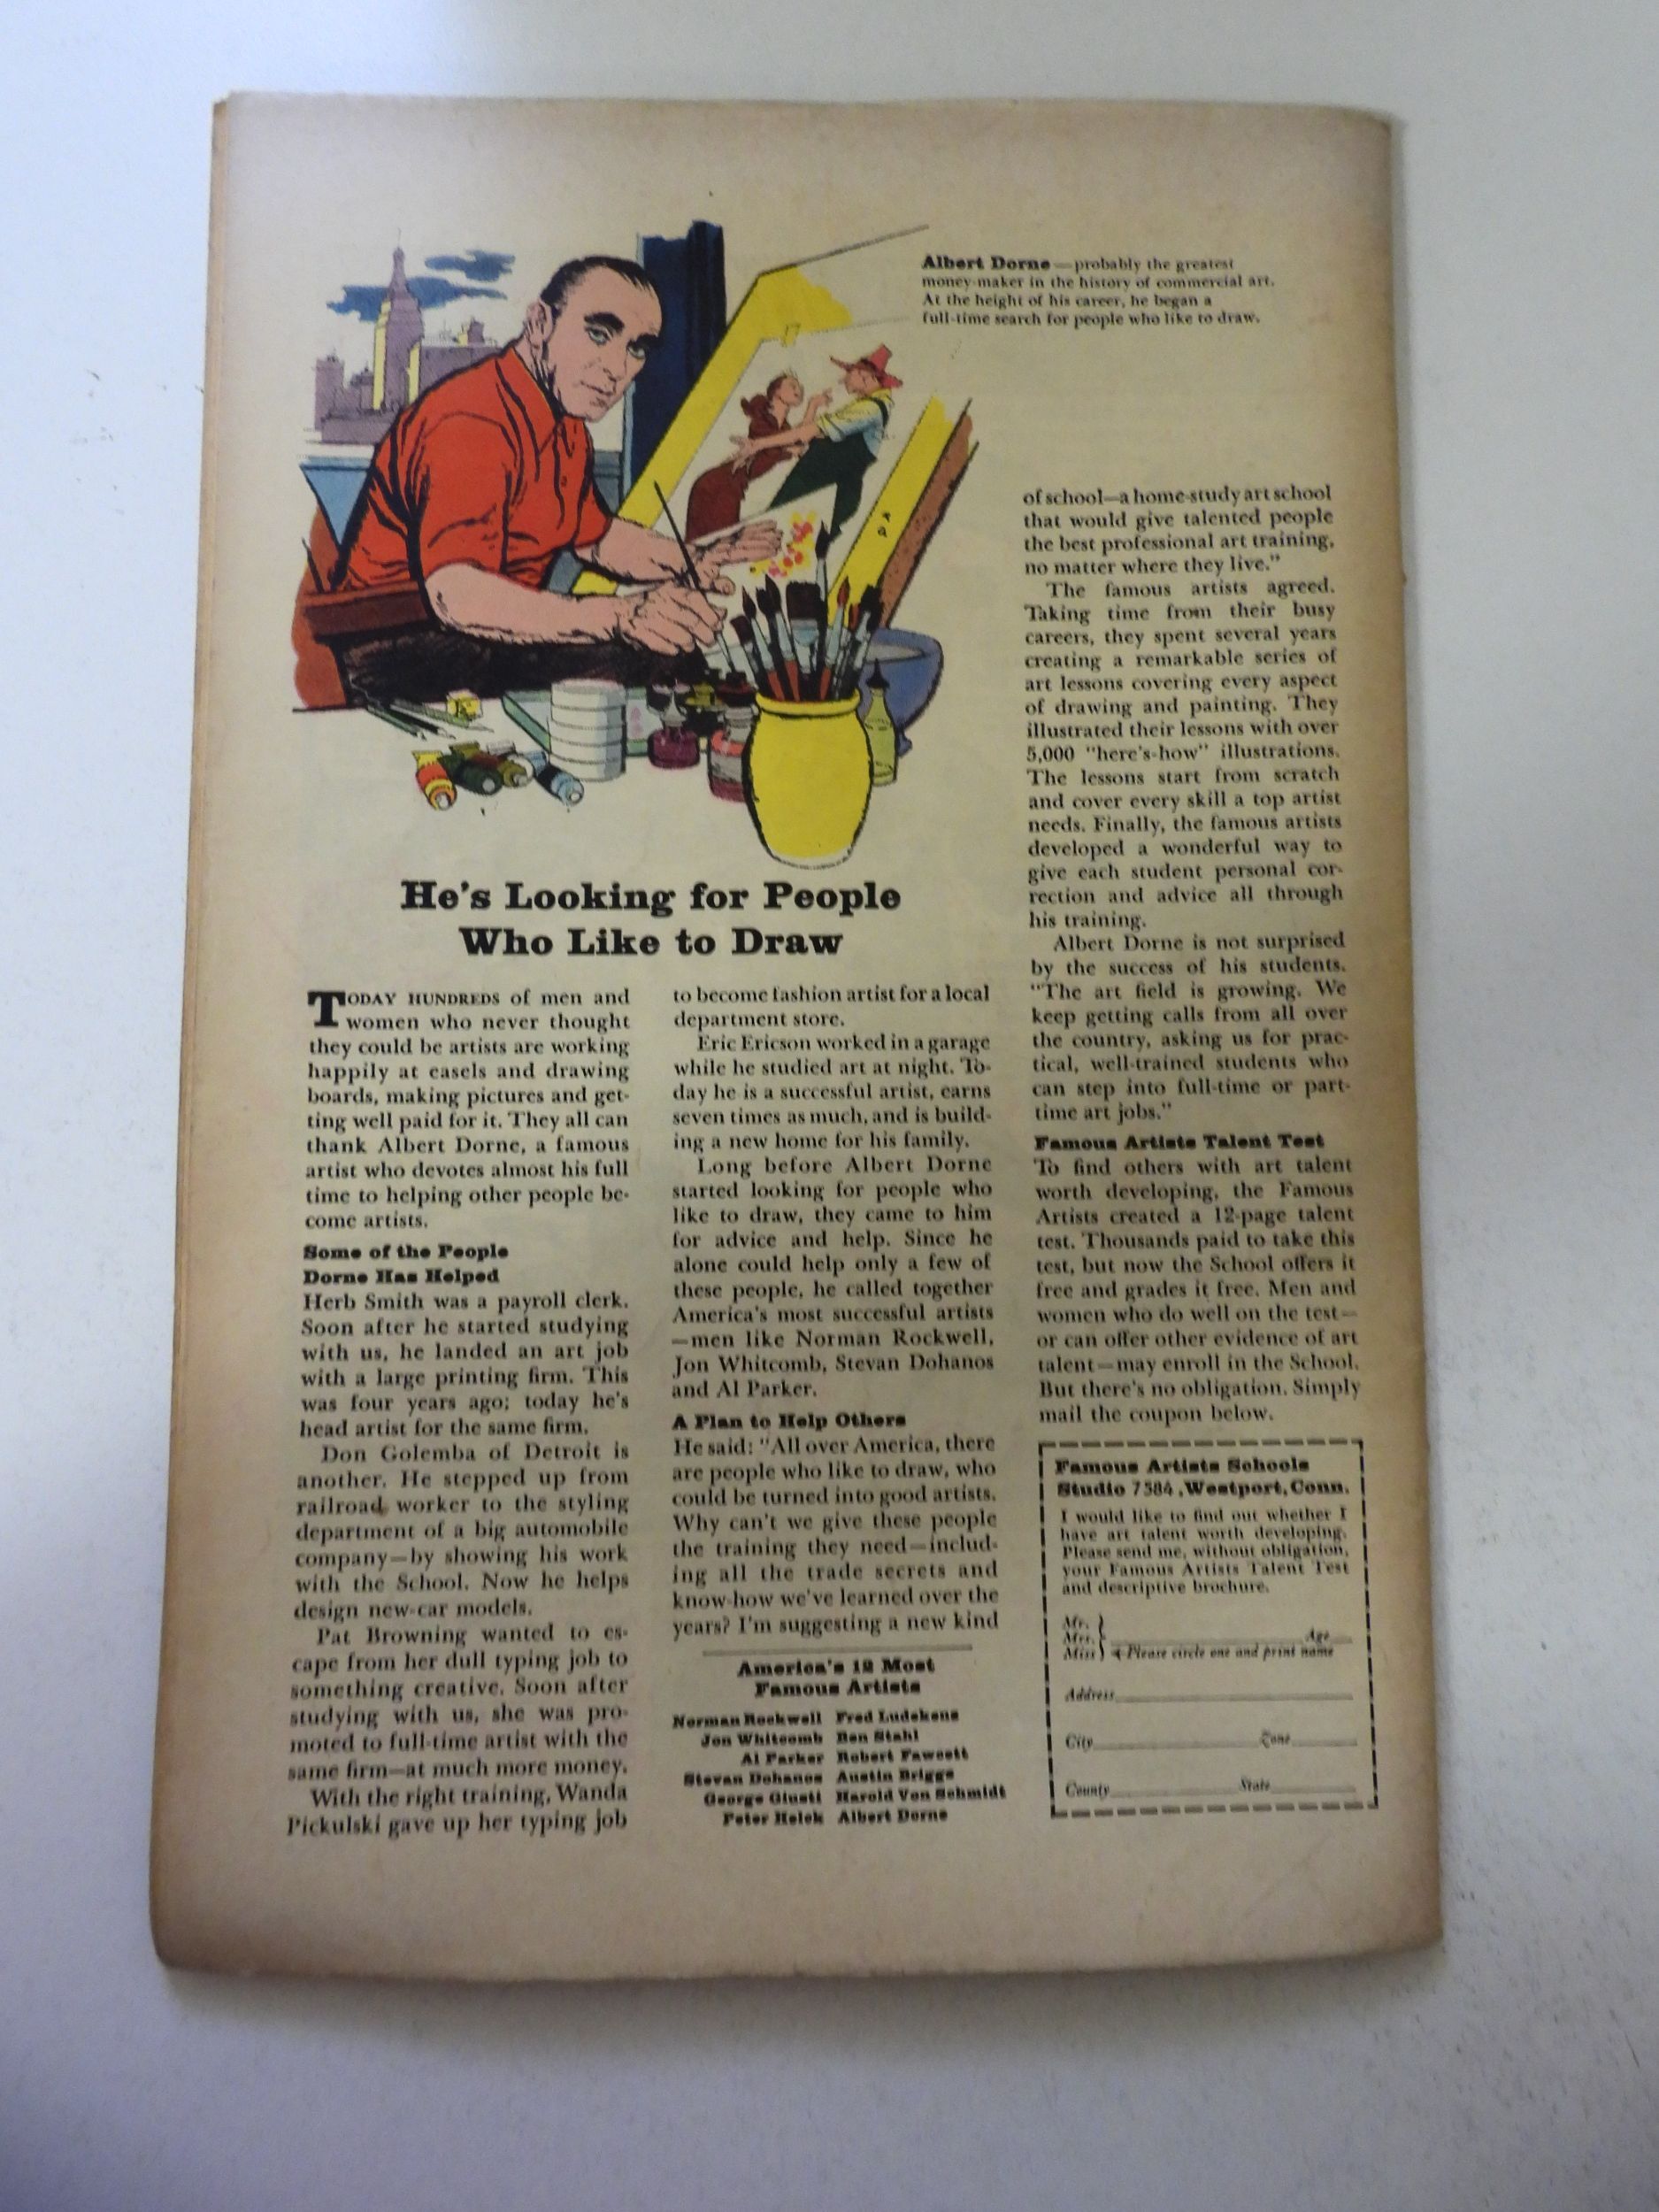 Albert Dorne — probably the greatest
money-maker in the history of commercial art.
At the height of his career, he began a
full-time search for people who like to draw.
He's Looking for People
Who Like to Draw
TODAY HUNDREDS of men and
women who never thought
they could be artists are working
happily at easels and drawing
boards, making pictures and get-
ting well paid for it. They all can
thank Albert Dorne, a famous
artist who devotes almost his full
time to helping other people be-
come artists.
Some of the People
Dorne Has Helped
Herb Smith was a payroll clerk.
Soon after he started studying
with us, he landed an art job
with a large printing firm. This
was four years ago; today he's
head artist for the same firm.
Don Golemba of Detroit is
another. He stepped up from
railroad worker to the styling
department of a big automobile
company—by showing his work
with the School. Now he helps
design new-car models.
Pat Browning wanted to es-
cape from her dull typing job to
something creative. Soon after
studying with us, she was pro-
moted to full-time artist with the
same firm—at much more money.
With the right training, Wanda
Pickulski gave up her typing job
to become fashion artist for a local
department store.
Eric Ericson worked in a garage
while he studied art at night. To-
day he is a successful artist, earns
seven times as much, and is build-
ing a new home for his family.
Long before Albert Dorne
started looking for people who
like to draw, they came to him
for advice and help. Since he
alone could help only a few of
these people, he called together
America's most successful artists
—men like Norman Rockwell,
Jon Whitcomb, Stevan Dohanos
and Al Parker.
A Plan to Help Others
He said: "All over America, there
are people who like to draw, who
could be turned into good artists.
Why can't we give these people
the training they need—includ-
ing all the trade secrets and
know-how we've learned over the
years? I'm suggesting a new kind
America's 12 Most
Famous Artists
Norman Rockwell Fred Ludekens
Jon Whitcomb Ben Stahl
Al Parker Robert Fawcett
Stevan Dohanos Austin Briggs
George Giusti Harold Von Schmidt
Peter Helck Albert Dorne
of school—a home-study art school
that would give talented people
the best professional art training,
no matter where they live."
The famous artists agreed.
Taking time from their busy
careers, they spent several years
creating a remarkable series of
art lessons covering every aspect
of drawing and painting. They
illustrated their lessons with over
5,000 "here's-how" illustrations.
The lessons start from scratch
and cover every skill a top artist
needs. Finally, the famous artists
developed a wonderful way to
give each student personal cor-
rection and advice all through
his training.
Albert Dorne is not surprised
by the success of his students.
"The art field is growing. We
keep getting calls from all over
the country, asking us for prac-
tical, well-trained students who
can step into full-time or part-
time art jobs."
Famous Artists Talent Test
To find others with art talent
worth developing, the Famous
Artists created a 12-page talent
test. Thousands paid to take this
test, but now the School offers it
free and grades it free. Men and
women who do well on the test—
or can offer other evidence of art
talent—may enroll in the School.
But there's no obligation. Simply
mail the coupon below.
Famous Artists Schools
Studio 7584, Westport, Conn.
I would like to find out whether I
have art talent worth developing.
Please send me, without obligation,
your Famous Artists Talent Test
and descriptive brochure.
Mr.
Mrs. Age
Miss Please circle one and print name
Address
City Zone
County State